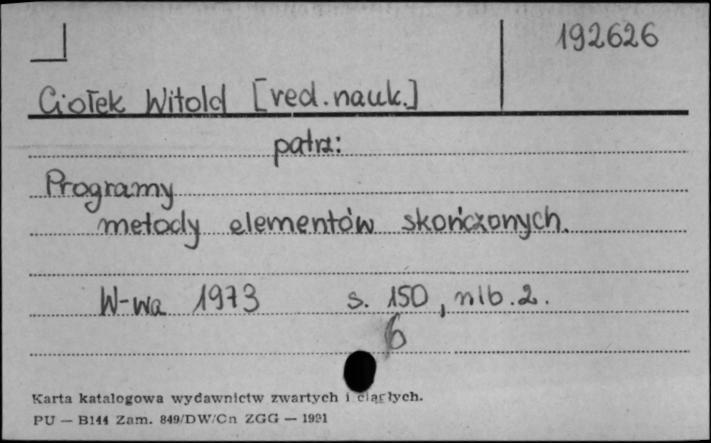 192626
Ciołek Witold [red. nauk.]
patrz:
Programy
metody elementów skończonych.
W-wa 1973 s. 150, nlb. 2.
6
Karta katalogowa wydawnictw zwartych i ciągłych.
PU — B144 Zam. 849/DW/Cn ZGG — 1991